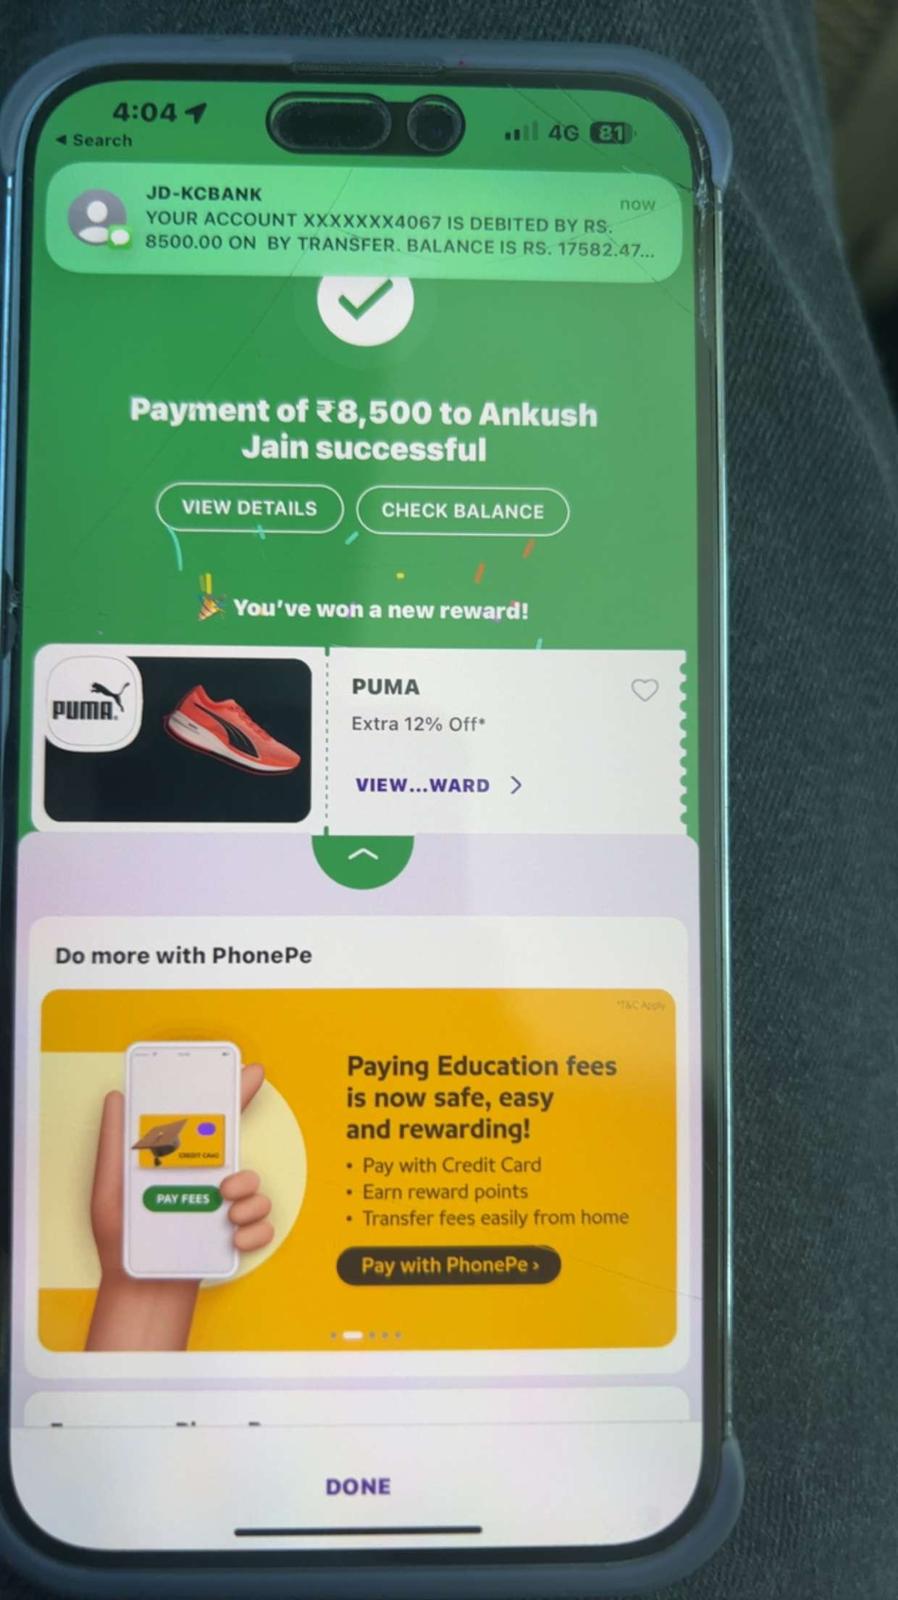 4:04
4G 81
◀ Search
JD-KCBANK
now
YOUR ACCOUNT XXXXXXX4067 IS DEBITED BY RS.
8500.00 ON BY TRANSFER. BALANCE IS RS. 17582.47...
Payment of ₹8,500 to Ankush
Jain successful
VIEW DETAILS
CHECK BALANCE
You've won a new reward!
PUMA
PUMA
Extra 12% Off*
VIEW...WARD >
Do more with PhonePe
*T&C Apply
Paying Education fees
is now safe, easy
and rewarding!
• Pay with Credit Card
• Earn reward points
• Transfer fees easily from home
CREDIT CARD
PAY FEES
Pay with PhonePe ›
DONE